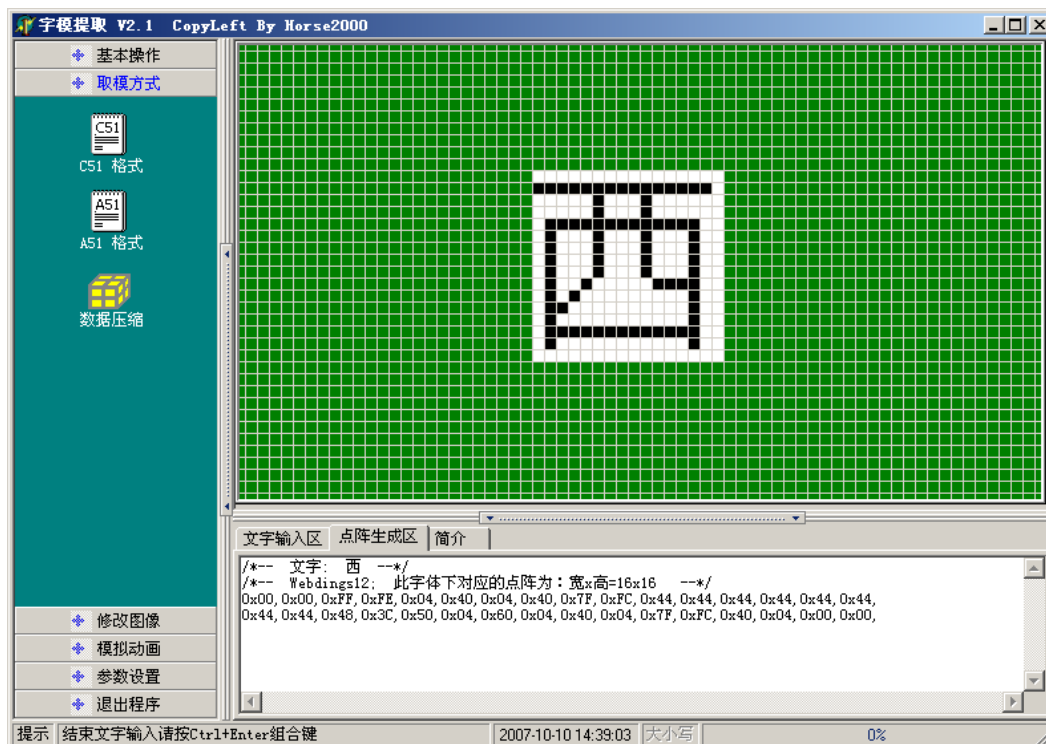 字模提取 V2.1 CopyLeft By Horse2000
基本操作
取模方式
C51
C51 格式
A51
A51 格式
数据压缩
西
修改图像
模拟动画
参数设置
退出程序
文字输入区 点阵生成区 简介
/*-- 文字: 西 --*/
/*-- Webdings12; 此字体下对应的点阵为：宽x高=16x16 --*/
0x00, 0x00, 0xFF, 0xFE, 0x04, 0x40, 0x04, 0x40, 0x7F, 0xFC, 0x44, 0x44, 0x44, 0x44, 0x44, 0x44,
0x44, 0x44, 0x48, 0x3C, 0x50, 0x04, 0x60, 0x04, 0x40, 0x04, 0x7F, 0xFC, 0x40, 0x04, 0x00, 0x00,
提示 结束文字输入请按Ctrl+Enter组合键 2007-10-10 14:39:03 大小写 0%